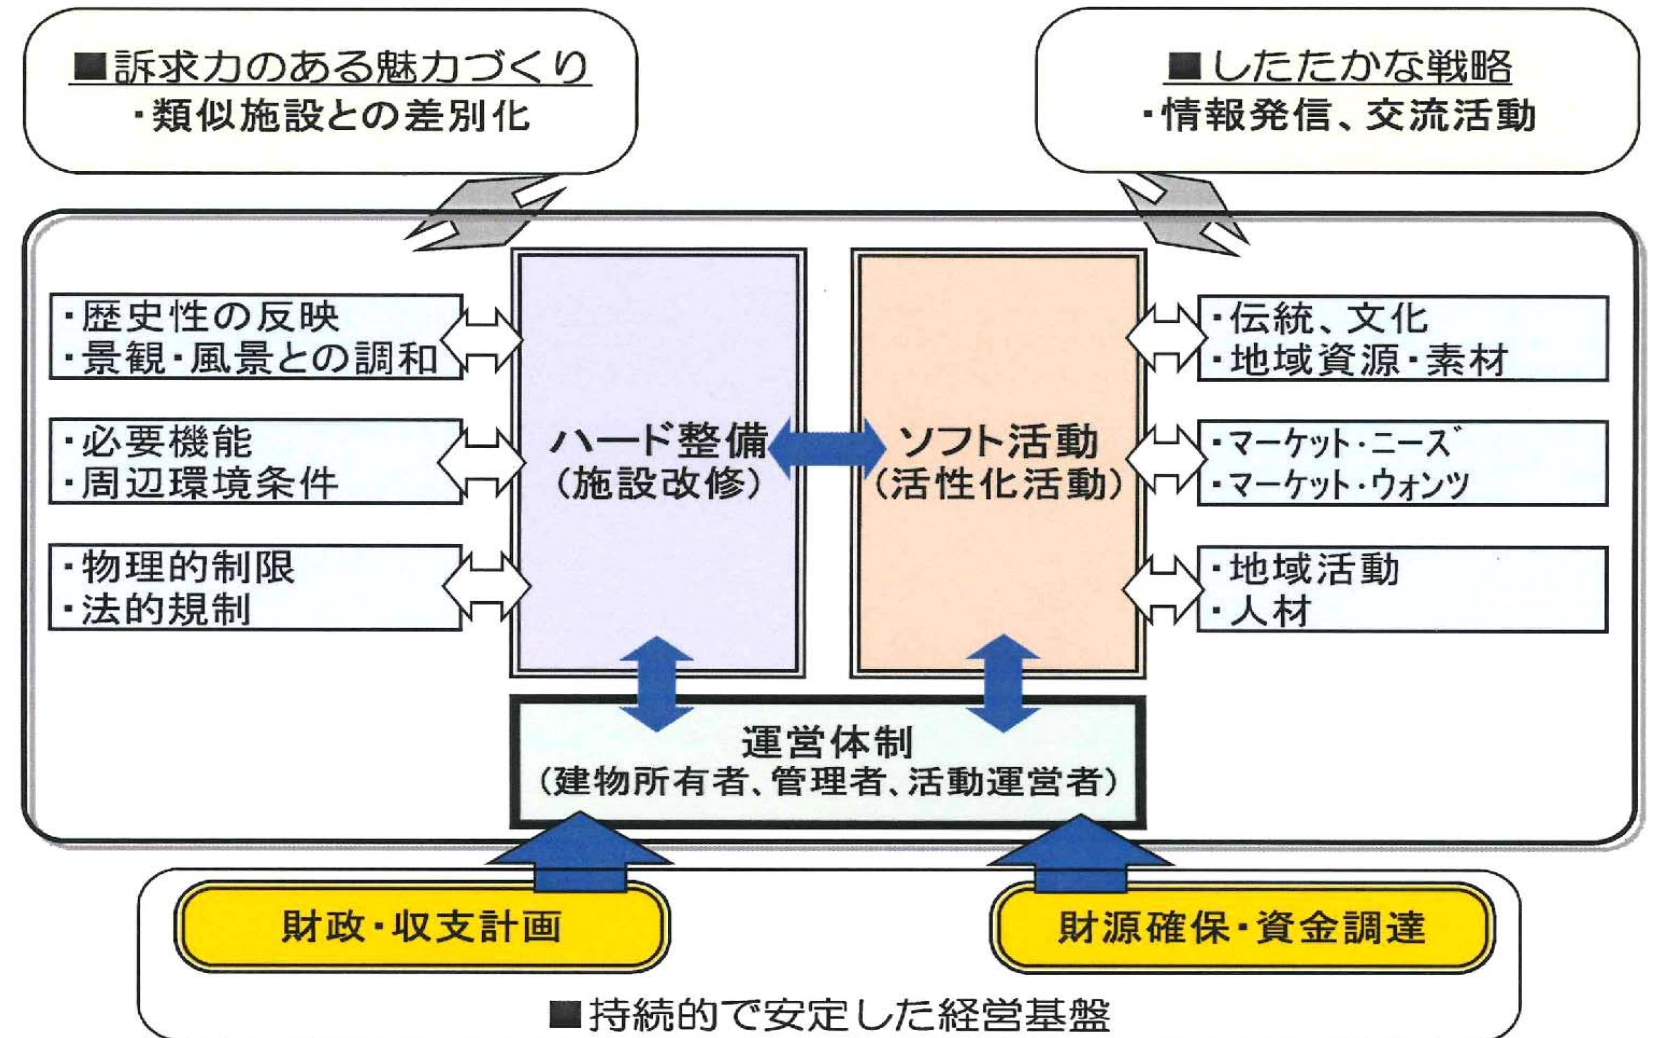 ■訴求力のある魅力づくり
・類似施設との差別化
■したたかな戦略
・情報発信、交流活動
・歴史性の反映
・景観・風景との調和
・必要機能
・周辺環境条件
・物理的制限
・法的規制
ハード整備
(施設改修)
ソフト活動
(活性化活動)
・伝統、文化
・地域資源・素材
・マーケット・ニーズ
・マーケット・ウォンツ
・地域活動
・人材
運営体制
(建物所有者、管理者、活動運営者)
財政・収支計画
財源確保・資金調達
■持続的で安定した経営基盤